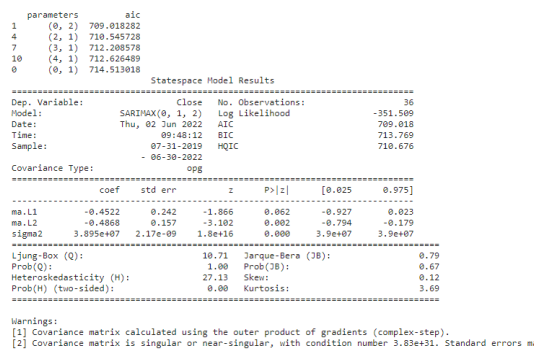 parameters aic
1 (0, 2) 709.018282
4 (2, 1) 710.545728
7 (3, 1) 712.208578
10 (4, 1) 712.626489
0 (0, 1) 714.513018
Statespace Model Results
==============================================================================
Dep. Variable: Close No. Observations: 36
Model: SARIMAX(0, 1, 2) Log Likelihood -351.509
Date: Thu, 02 Jun 2022 AIC 709.018
Time: 09:48:12 BIC 713.769
Sample: 07-31-2019 HQIC 710.676
- 06-30-2022
Covariance Type: opg
==============================================================================
coef std err z P>|z| [0.025 0.975]
------------------------------------------------------------------------------
ma.L1 -0.4522 0.242 -1.866 0.062 -0.927 0.023
ma.L2 -0.4868 0.157 -3.102 0.002 -0.794 -0.179
sigma2 3.895e+07 2.17e-09 1.8e+16 0.000 3.9e+07 3.9e+07
===================================================================================
Ljung-Box (Q): 10.71 Jarque-Bera (JB): 0.79
Prob(Q): 1.00 Prob(JB): 0.67
Heteroskedasticity (H): 27.13 Skew: 0.12
Prob(H) (two-sided): 0.00 Kurtosis: 3.69
===================================================================================
Warnings:
[1] Covariance matrix calculated using the outer product of gradients (complex-step).
[2] Covariance matrix is singular or near-singular, with condition number 3.83e+31. Standard errors